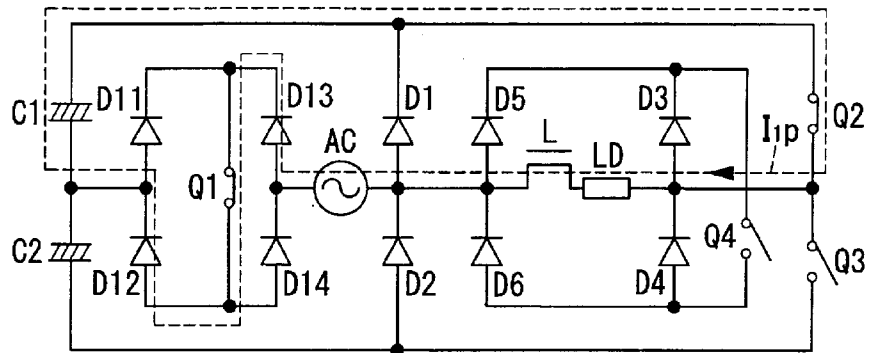 C1 D11 D13 D1 D5 D3 Q2
AC L LD I1p
Q1
C2 D12 D14 D2 D6 D4 Q4 Q3